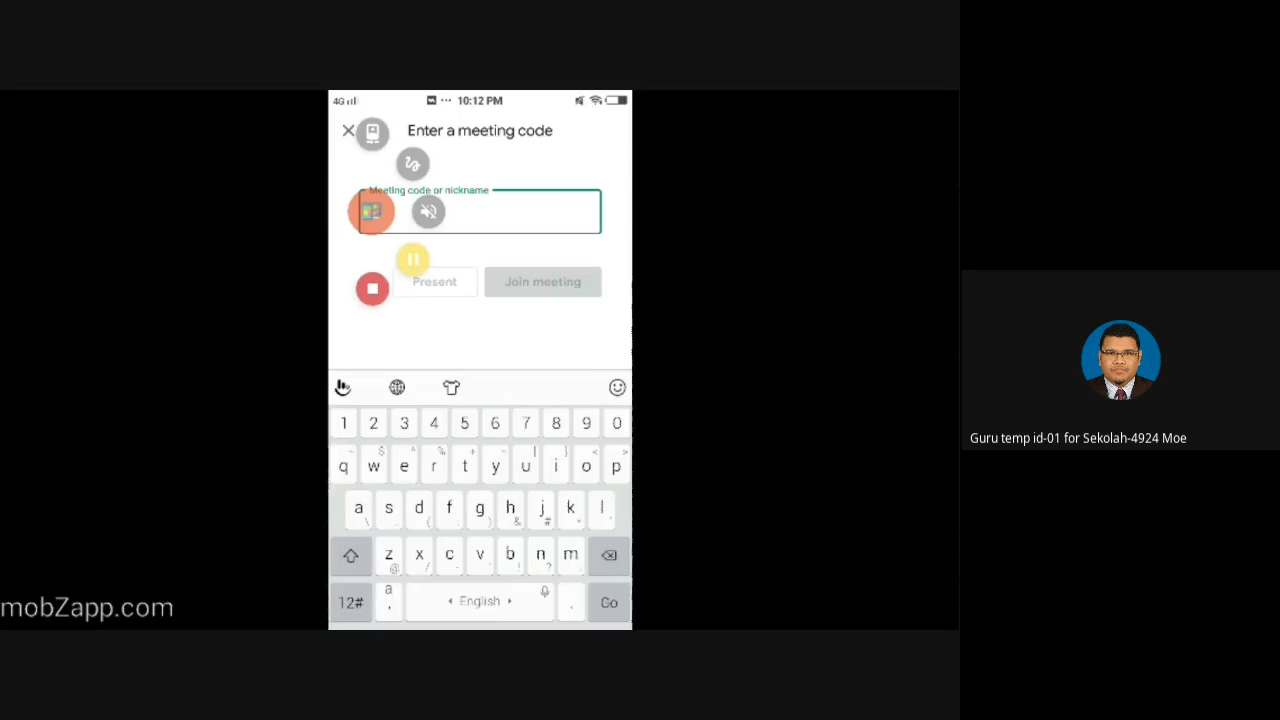 4G
10:12 PM
Enter a meeting code
Meeting code or nickname
Present
Join meeting
1 2 3 4 5 6 7 8 9 0
q w e r t y u i o p
a s d f g h j k l
z x c v b n m
12# a , English . Go
mobZapp.com
Guru temp id-01 for Sekolah-4924 Moe